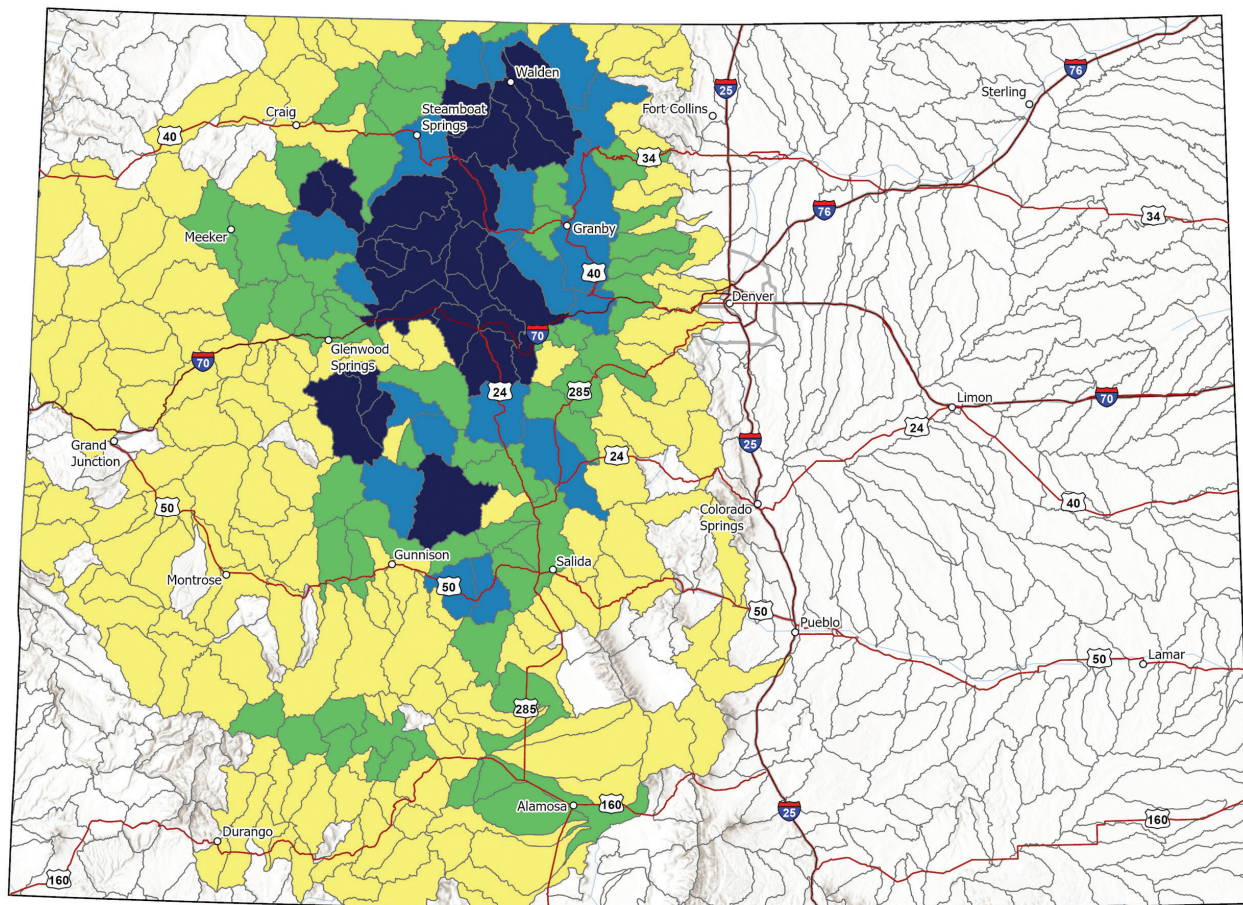 76
25
Walden
Sterling
Craig
Steamboat
Springs
Fort Collins
40
34
76
34
Meeker
Granby
40
Denver
70
Glenwood
Springs
70
24
285
70
Limon
24
Grand
Junction
25
24
50
40
Colorado
Springs
Gunnison
Salida
Montrose
50
50
Pueblo
Lamar
50
285
Alamosa
160
25
160
Durango
160